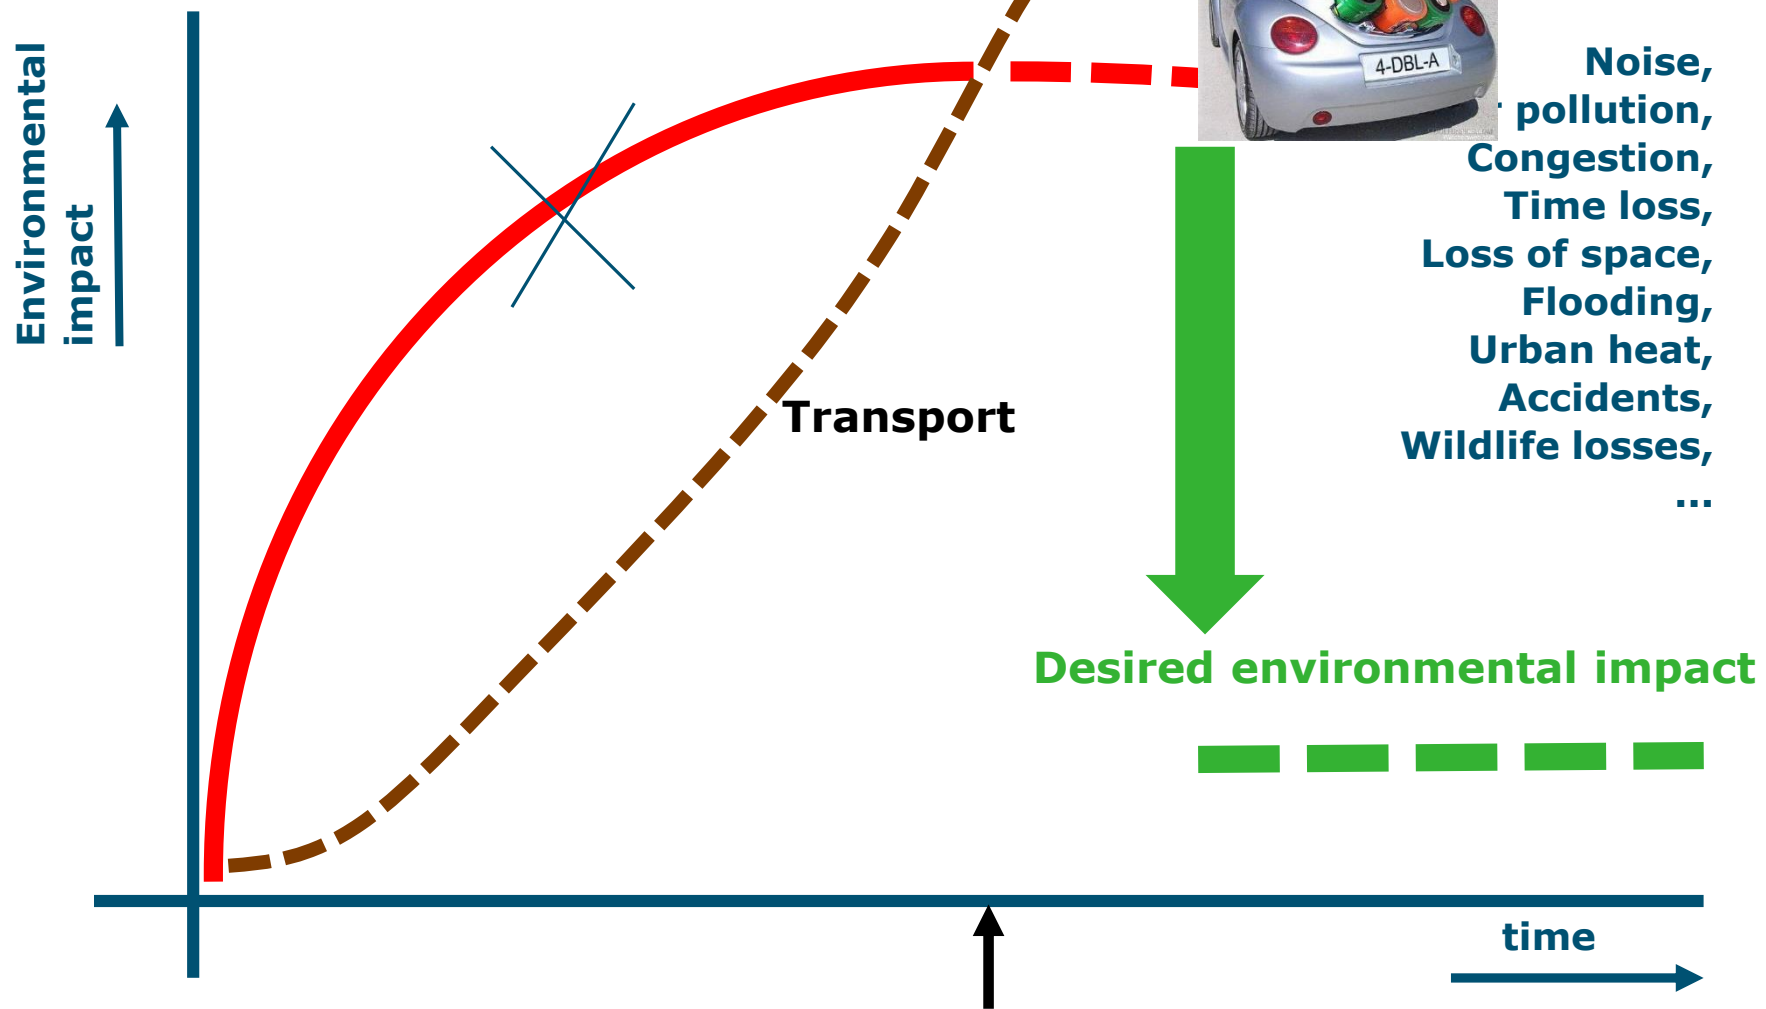 Environmental
impact
4-DBL-A
Noise,
pollution,
Congestion,
Time loss,
Loss of space,
Flooding,
Urban heat,
Accidents,
Wildlife losses,
...
Transport
Desired environmental impact
time